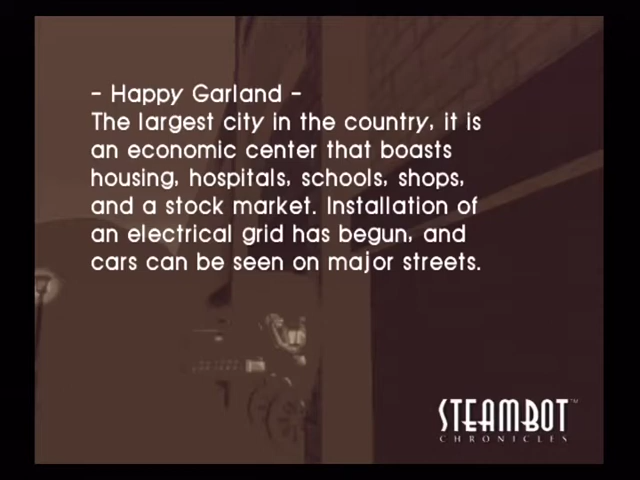 - Happy Garland -
The largest city in the country, it is
an economic center that boasts
housing, hospitals, schools, shops,
and a stock market. Installation of
an electrical grid has begun, and
cars can be seen on major streets.
STEAMBOT™
CHRONICLES